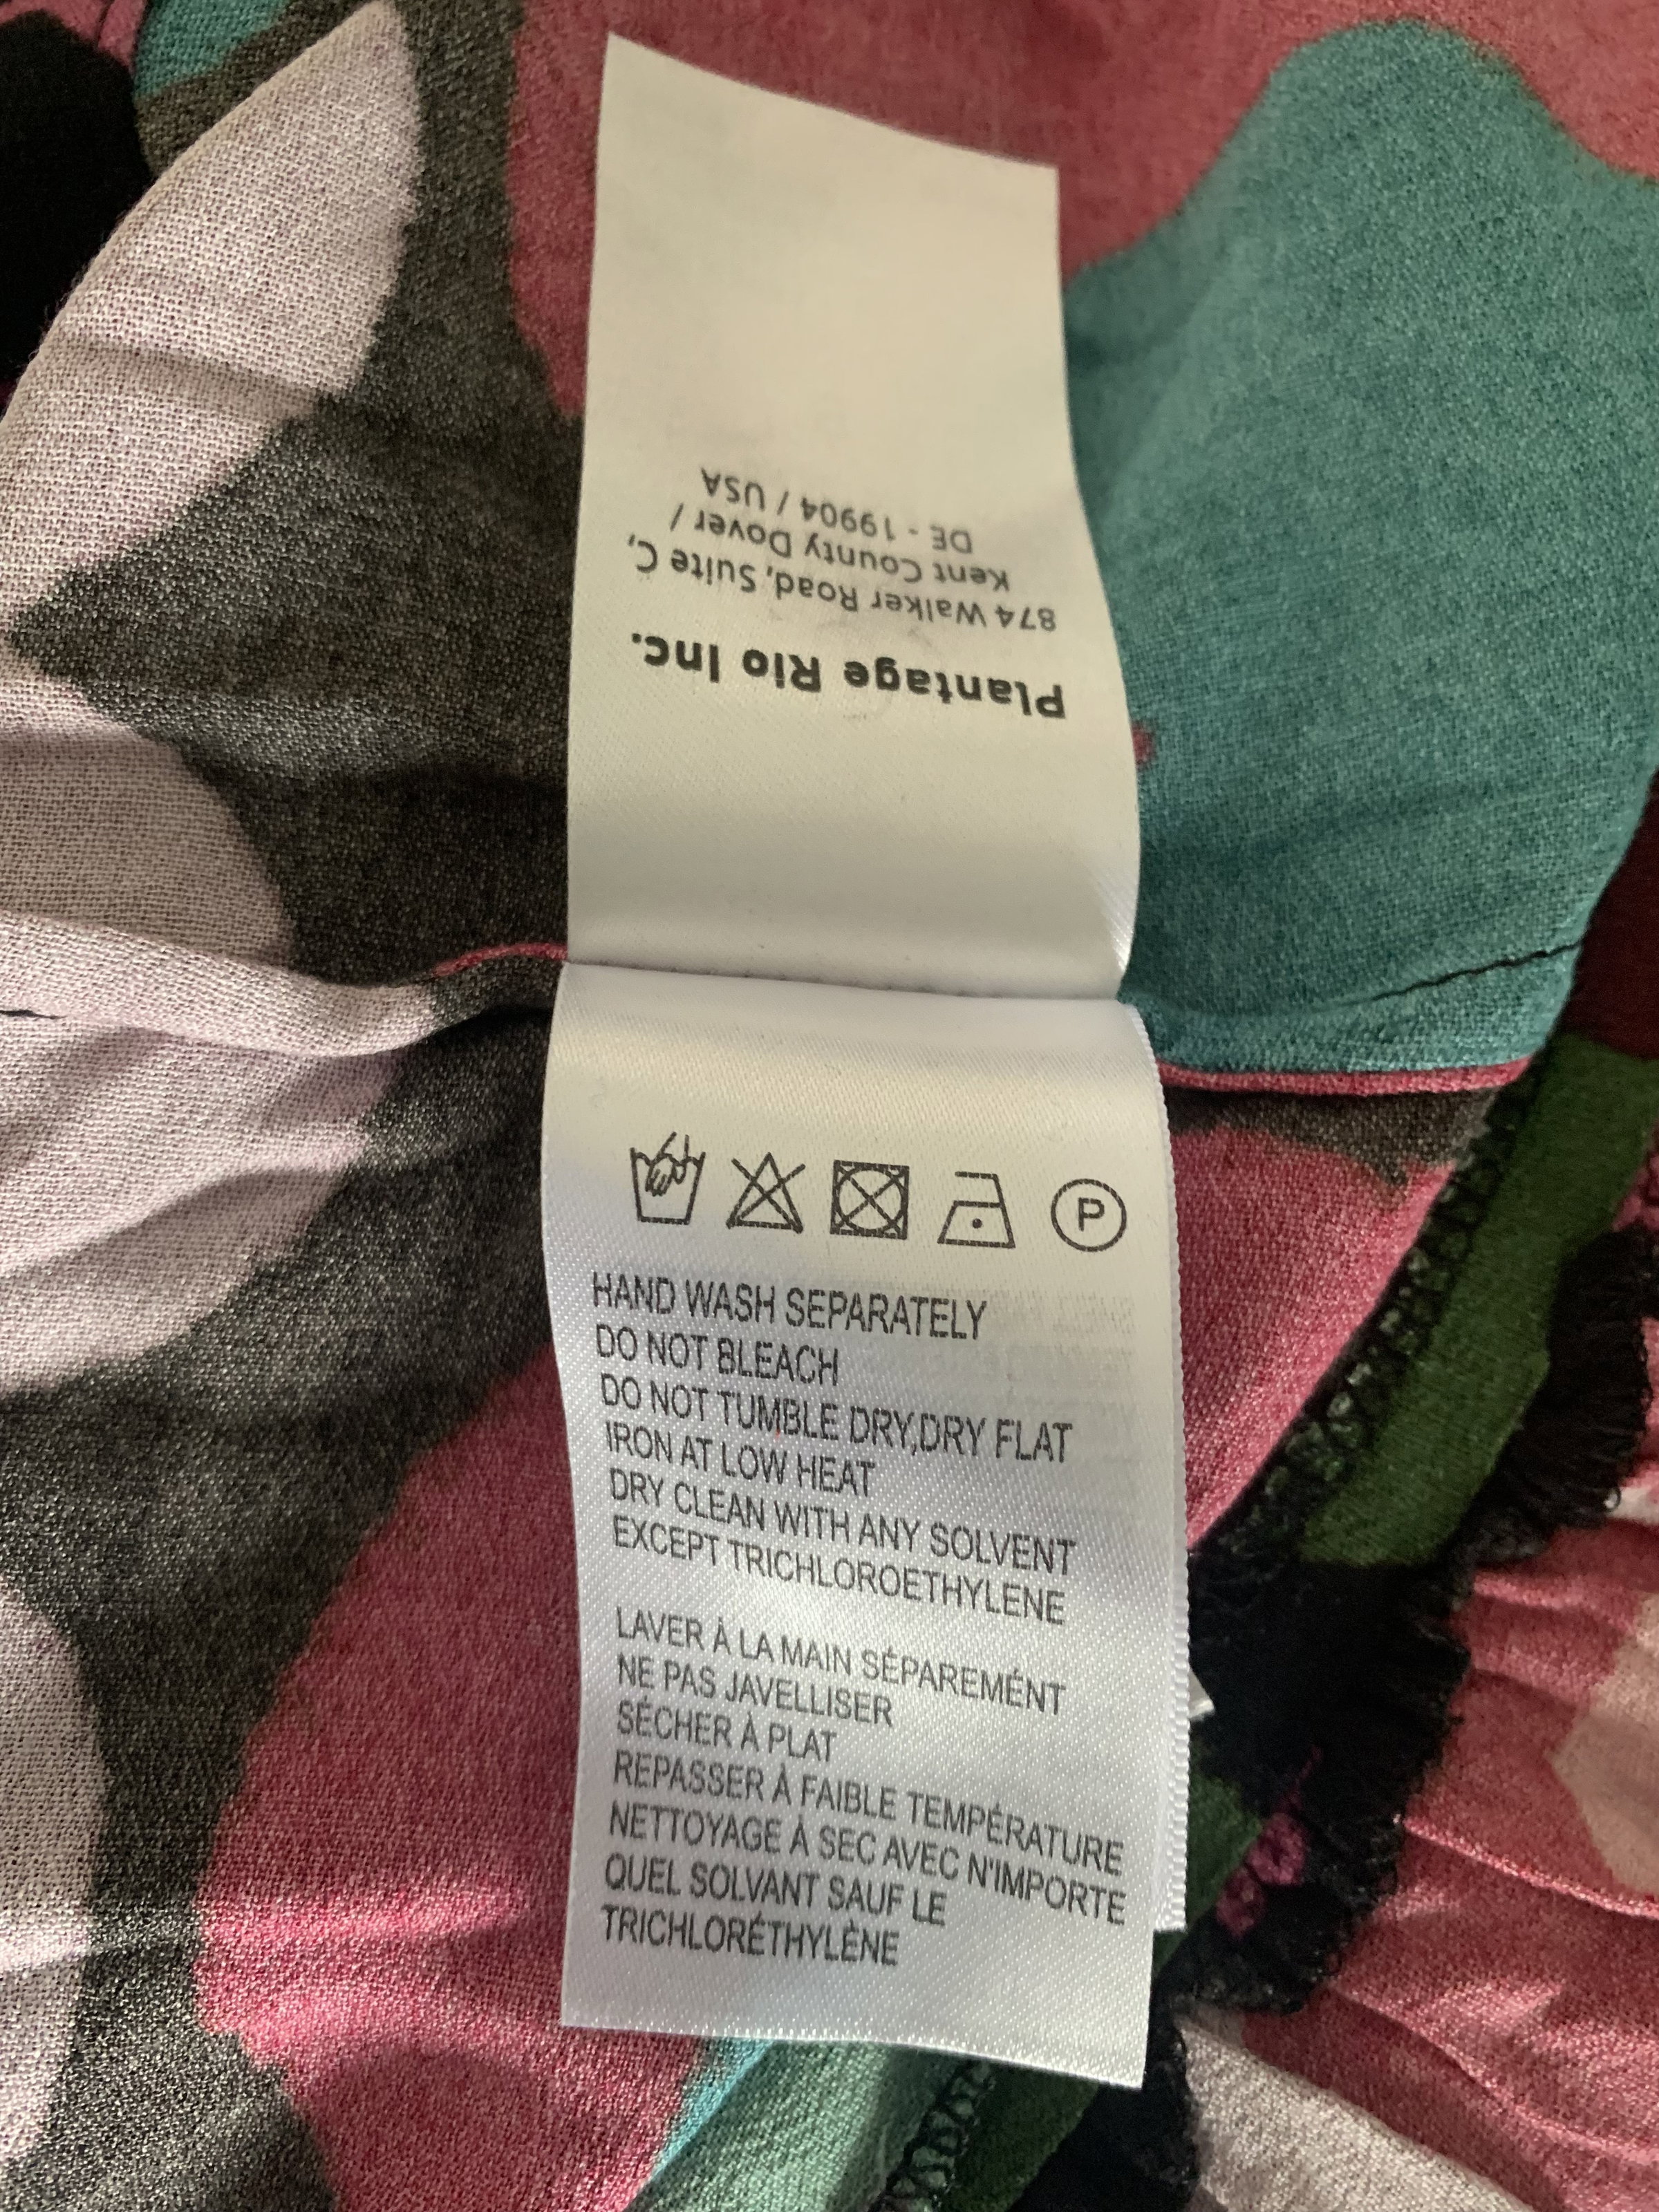 Plantage Rio Inc.
874 Walker Road, Suite C,
Kent County Dover /
DE - 19904 / USA
P
HAND WASH SEPARATELY
DO NOT BLEACH
DO NOT TUMBLE DRY,DRY FLAT
IRON AT LOW HEAT
DRY CLEAN WITH ANY SOLVENT
EXCEPT TRICHLOROETHYLENE
LAVER À LA MAIN SÉPAREMÉNT
NE PAS JAVELLISER
SÉCHER À PLAT
REPASSER À FAIBLE TEMPÉRATURE
NETTOYAGE À SEC AVEC N'IMPORTE
QUEL SOLVANT SAUF LE
TRICHLORÉTHYLÈNE